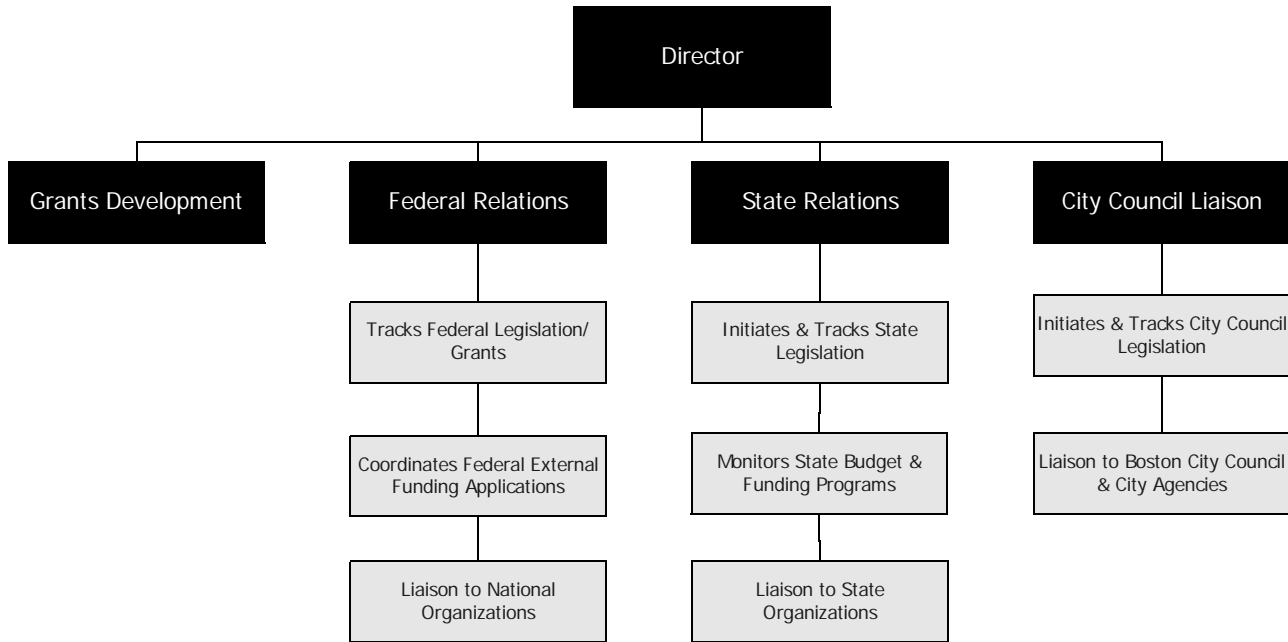 Director
Grants Development
Federal Relations
State Relations
City Council Liaison
Tracks Federal Legislation/
Grants
Initiates & Tracks State
Legislation
Initiates & Tracks City Council
Legislation
Coordinates Federal External
Funding Applications
Monitors State Budget &
Funding Programs
Liaison to Boston City Council
& City Agencies
Liaison to National
Organizations
Liaison to State
Organizations